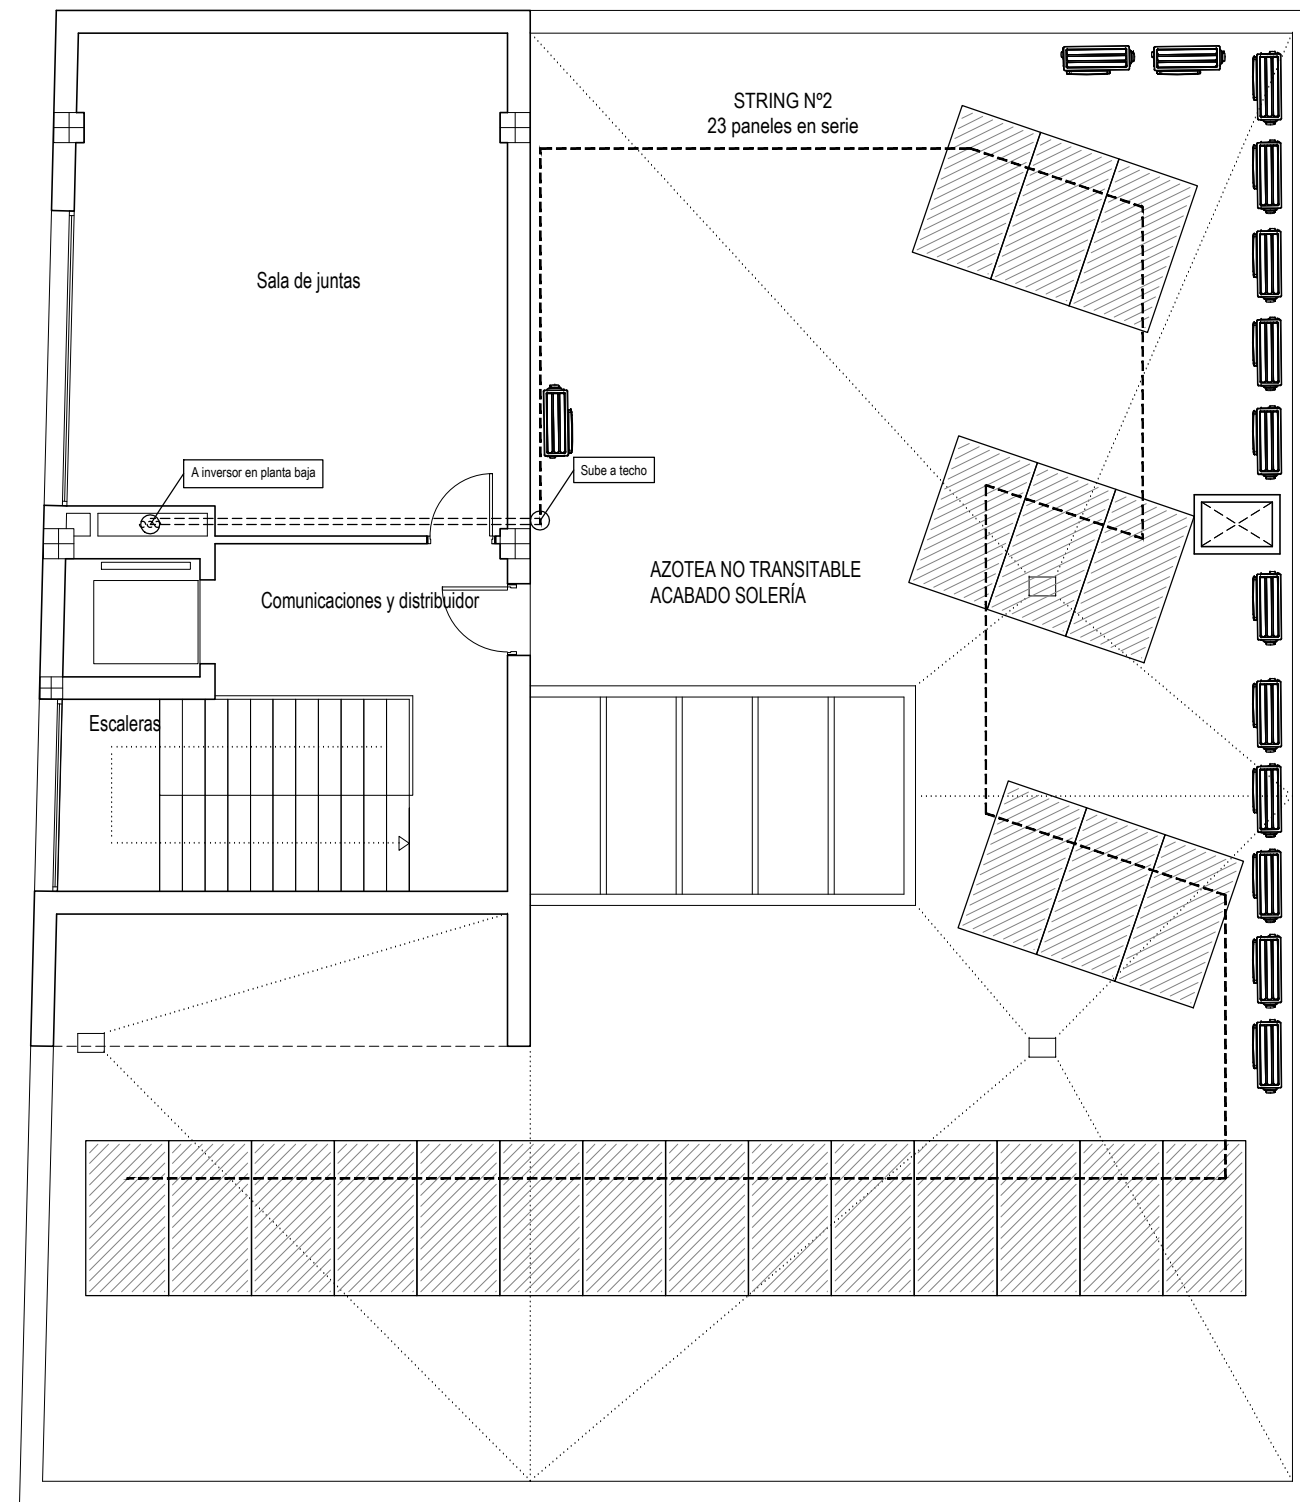 STRING Nº2
23 paneles en serie
Sala de juntas
A inversor en planta baja
Sube a techo
AZOTEA NO TRANSITABLE
ACABADO SOLERÍA
Comunicaciones y distribuidor
Escaleras